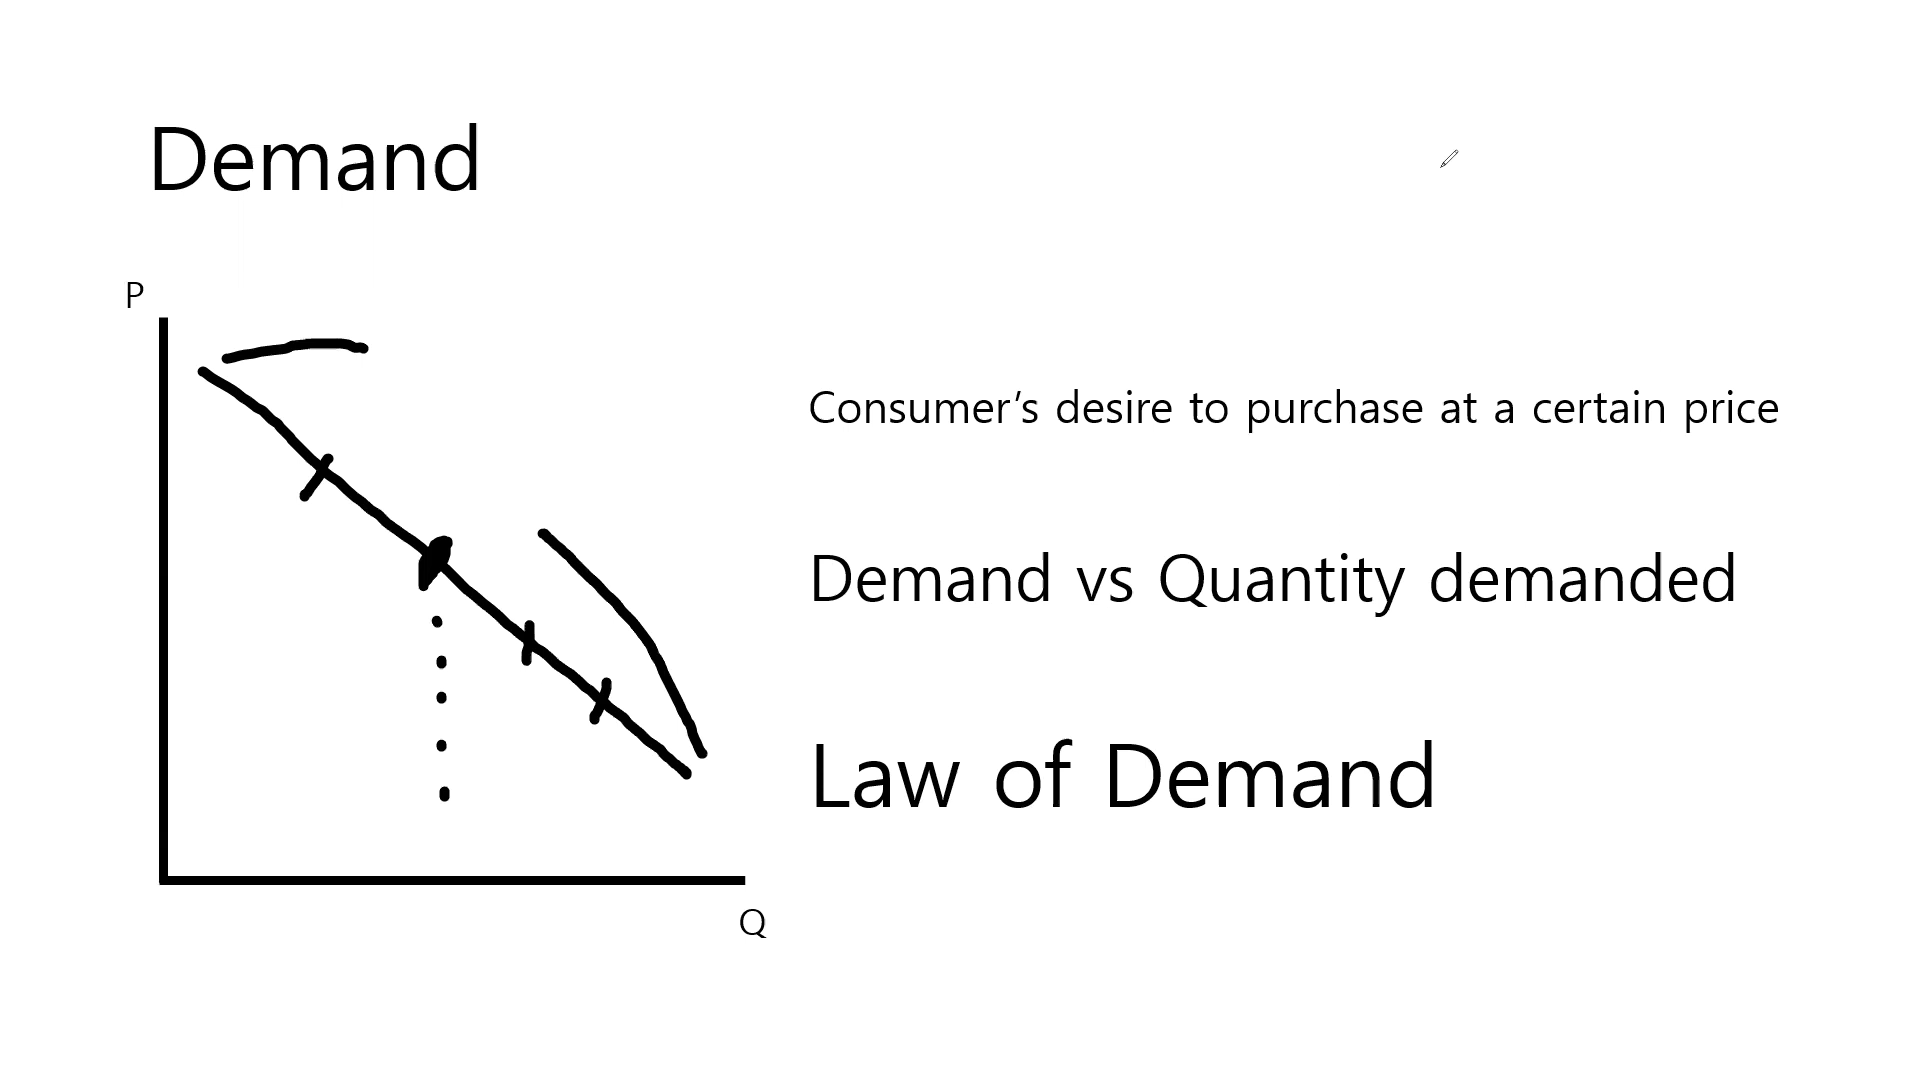 Demand
P
Consumer’s desire to purchase at a certain price
Demand vs Quantity demanded
Law of Demand
Q